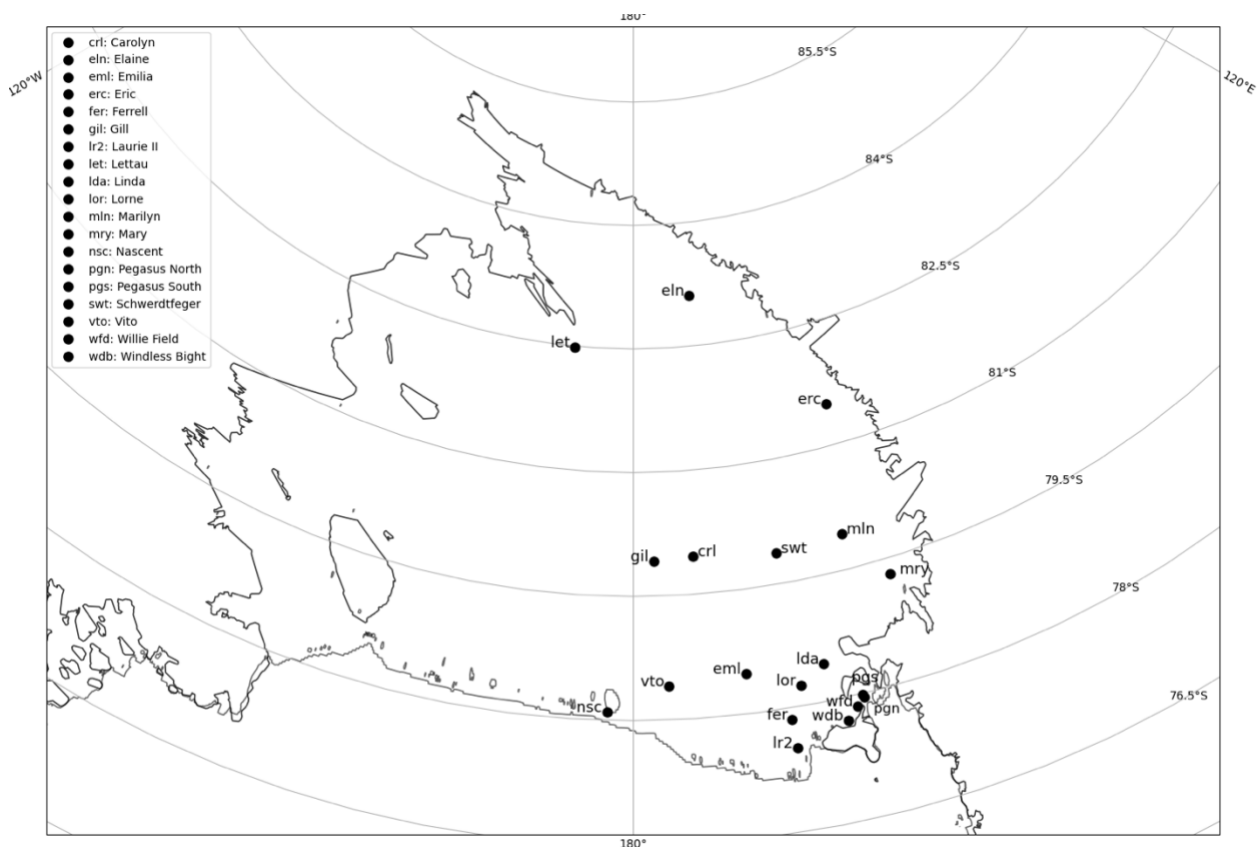 180°
85.5°S
120°W
120°E
crl: Carolyn
eln: Elaine
eml: Emilia
erc: Eric
fer: Ferrell
gil: Gill
lr2: Laurie II
let: Lettau
lda: Linda
lor: Lorne
mln: Marilyn
mry: Mary
nsc: Nascent
pgn: Pegasus North
pgs: Pegasus South
swt: Schwerdtfeger
vto: Vito
wfd: Willie Field
wdb: Windless Bight
84°S
82.5°S
eln
let
81°S
erc
79.5°S
mln
swt
crl
gil
mry
78°S
lda
eml
pgs
lor
vto
76.5°S
wfd
nsc
pgn
fer
wdb
lr2
180°